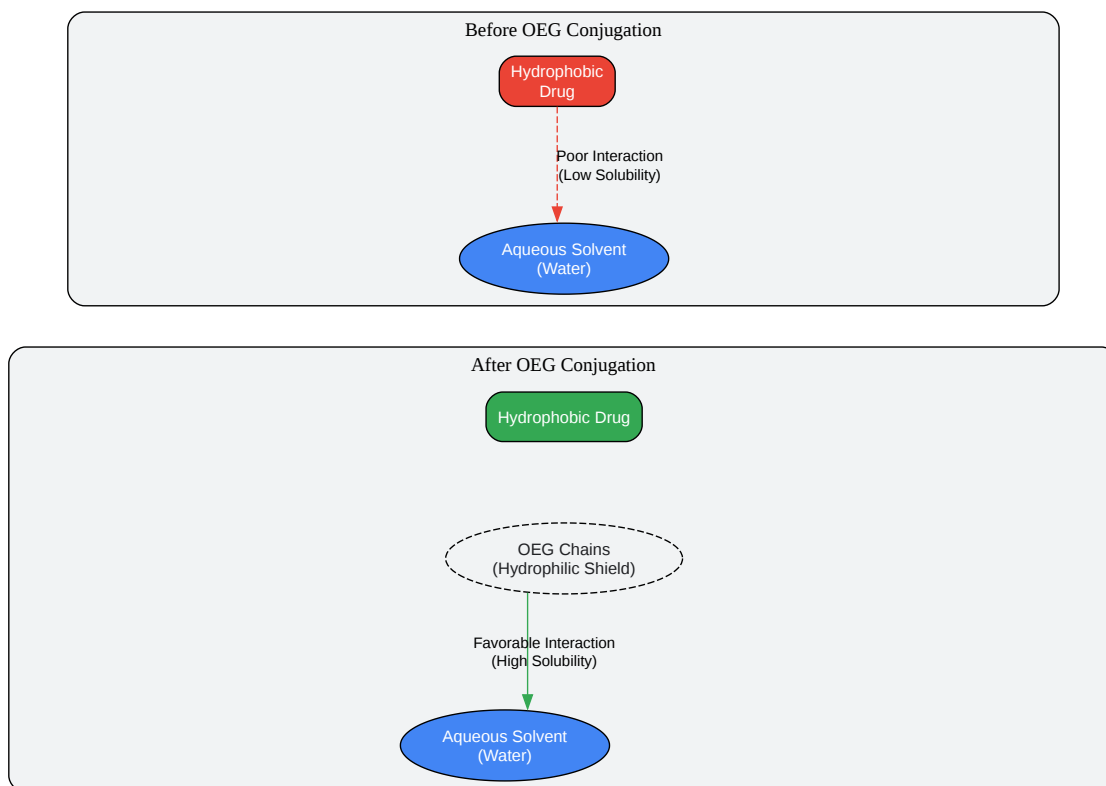 Before OEG Conjugation
Hydrophobic
Drug
Poor Interaction
(Low Solubility)
Aqueous Solvent
(Water)
After OEG Conjugation
Hydrophobic Drug
OEG Chains
(Hydrophilic Shield)
Favorable Interaction
(High Solubility)
Aqueous Solvent
(Water)